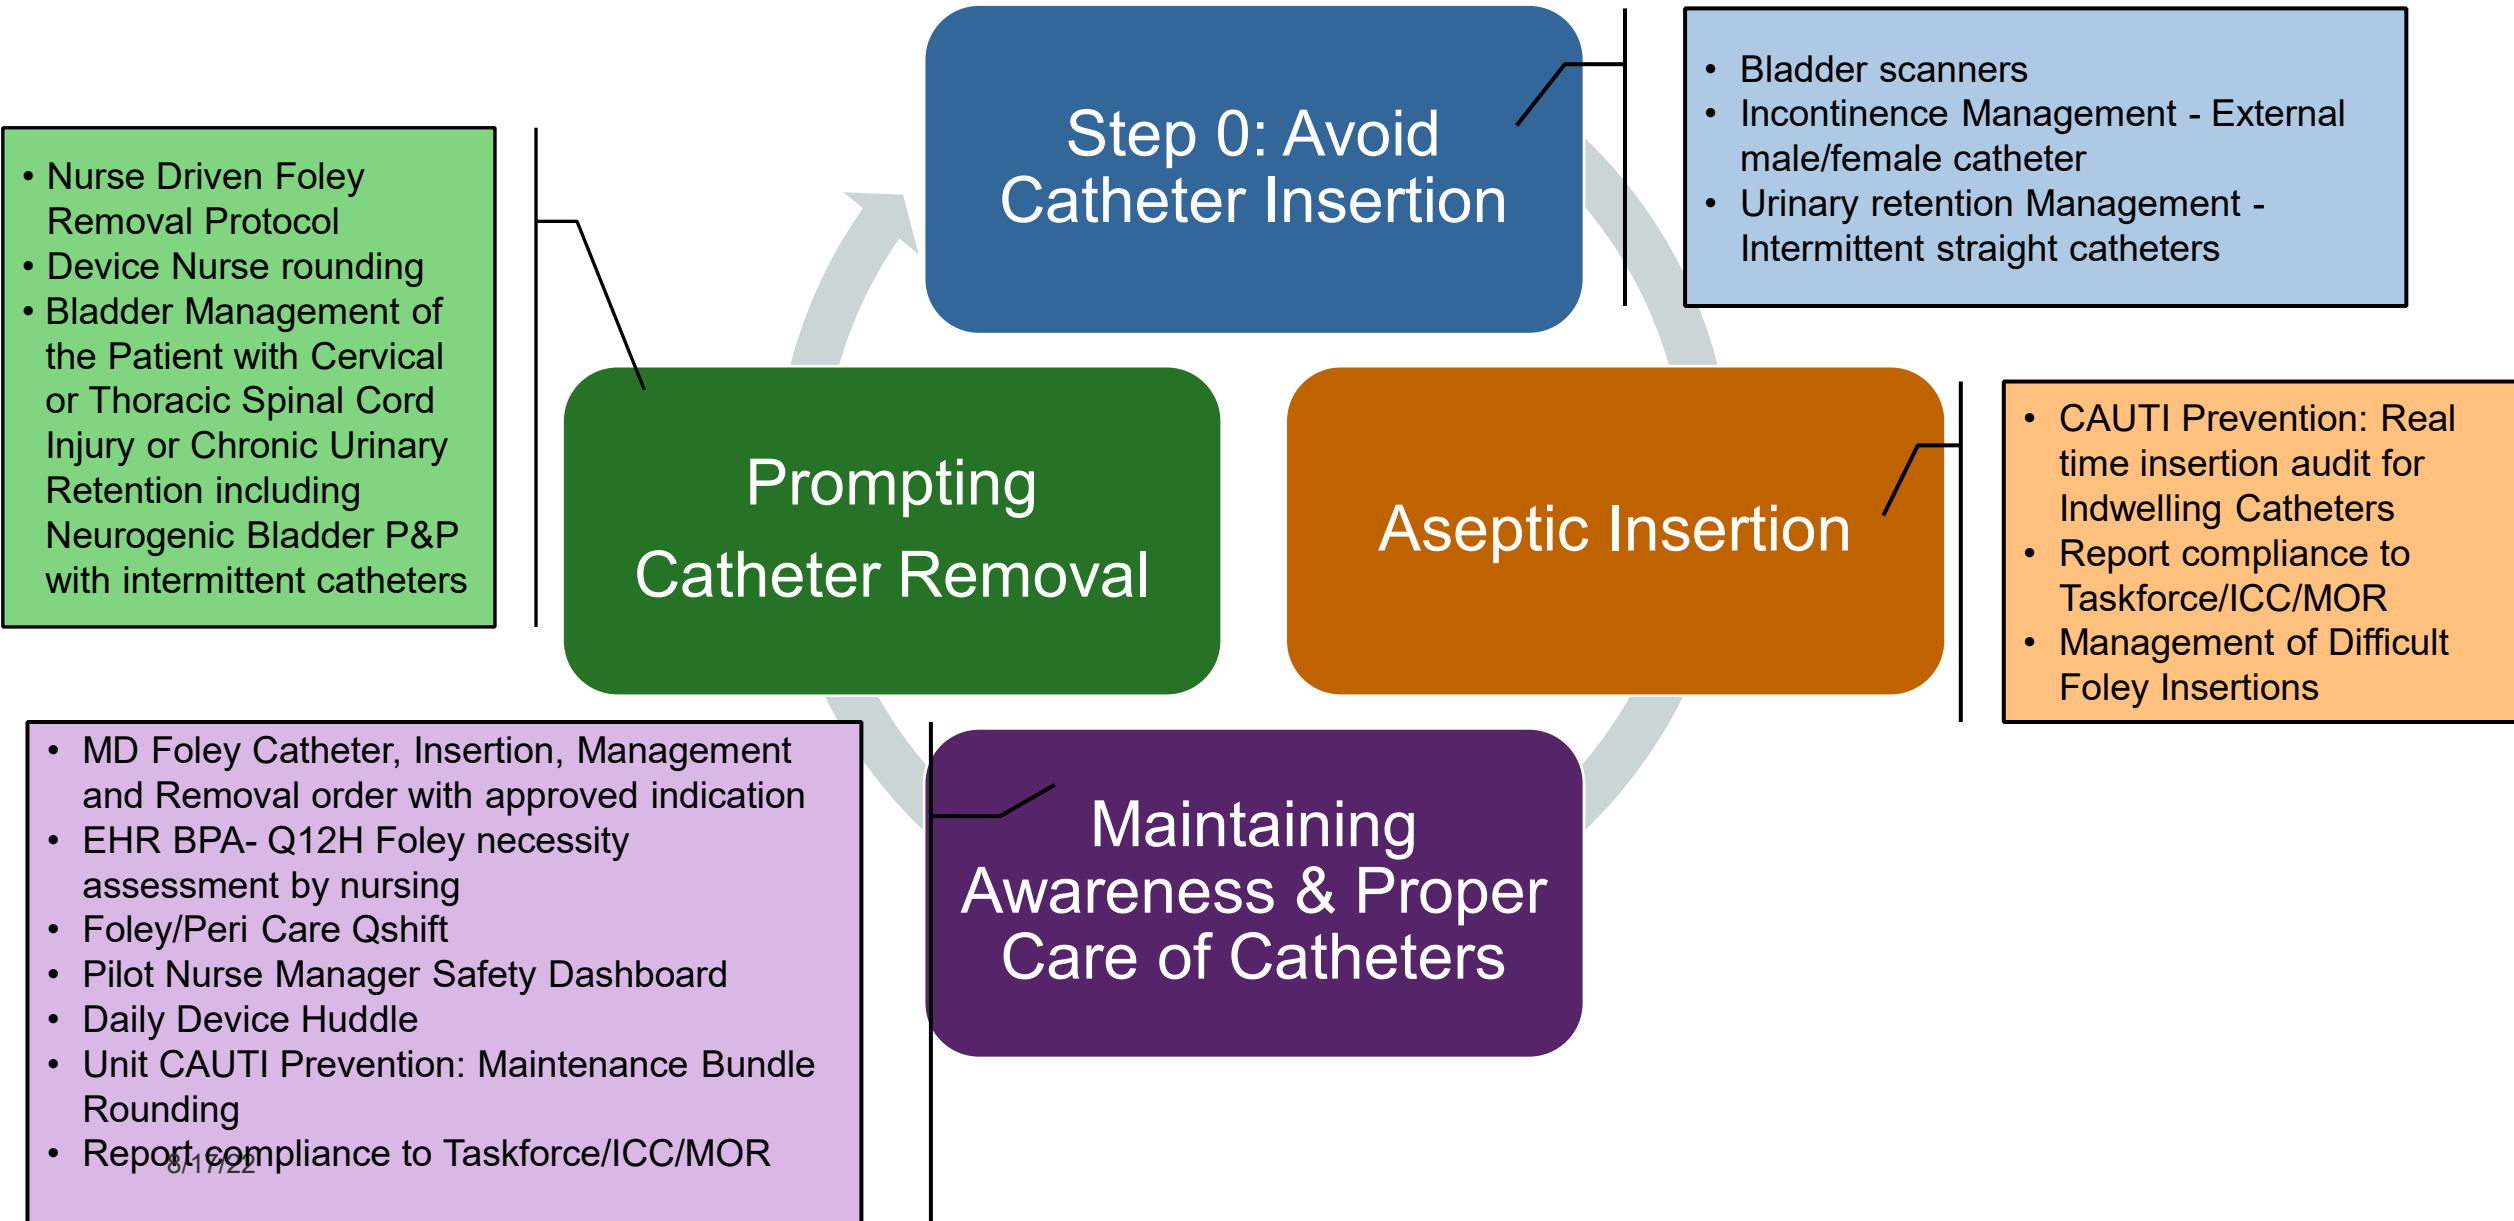 Step 0: Avoid
Catheter Insertion
• Bladder scanners
• Incontinence Management - External
male/female catheter
• Urinary retention Management -
Intermittent straight catheters
• Nurse Driven Foley
Removal Protocol
• Device Nurse rounding
• Bladder Management of
the Patient with Cervical
or Thoracic Spinal Cord
Injury or Chronic Urinary
Retention including
Neurogenic Bladder P&P
with intermittent catheters
Prompting
Catheter Removal
Aseptic Insertion
• CAUTI Prevention: Real
time insertion audit for
Indwelling Catheters
• Report compliance to
Taskforce/ICC/MOR
• Management of Difficult
Foley Insertions
• MD Foley Catheter, Insertion, Management
and Removal order with approved indication
• EHR BPA- Q12H Foley necessity
assessment by nursing
• Foley/Peri Care Qshift
• Pilot Nurse Manager Safety Dashboard
• Daily Device Huddle
• Unit CAUTI Prevention: Maintenance Bundle
Rounding
• Report compliance to Taskforce/ICC/MOR
8/17/22
Maintaining
Awareness & Proper
Care of Catheters